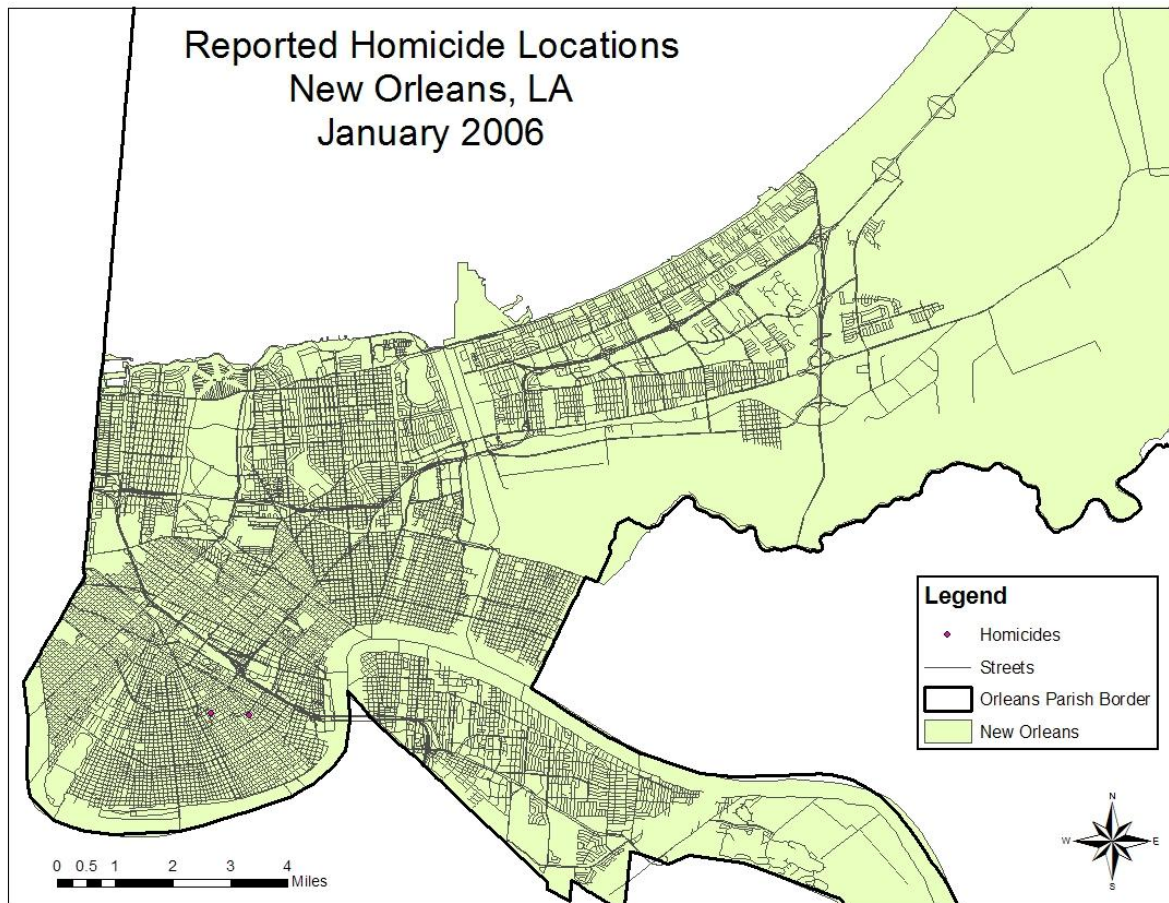 Reported Homicide Locations
New Orleans, LA
January 2006
Legend
Homicides
Streets
Orleans Parish Border
New Orleans
N
W E
S
0 0.5 1 2 3 4
Miles